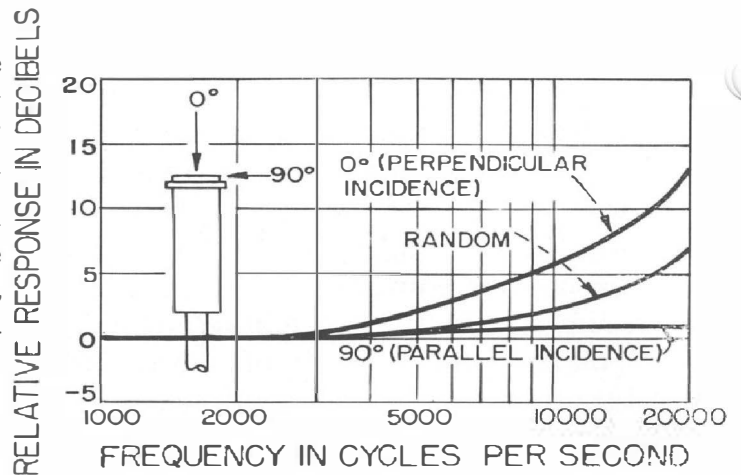 RELATIVE RESPONSE IN DECIBELS
20
15
10
5
0
-5
0°
90°
0° (PERPENDICULAR
INCIDENCE)
RANDOM
90° (PARALLEL INCIDENCE)
1000
2000
5000
10000
20000
FREQUENCY IN CYCLES PER SECOND